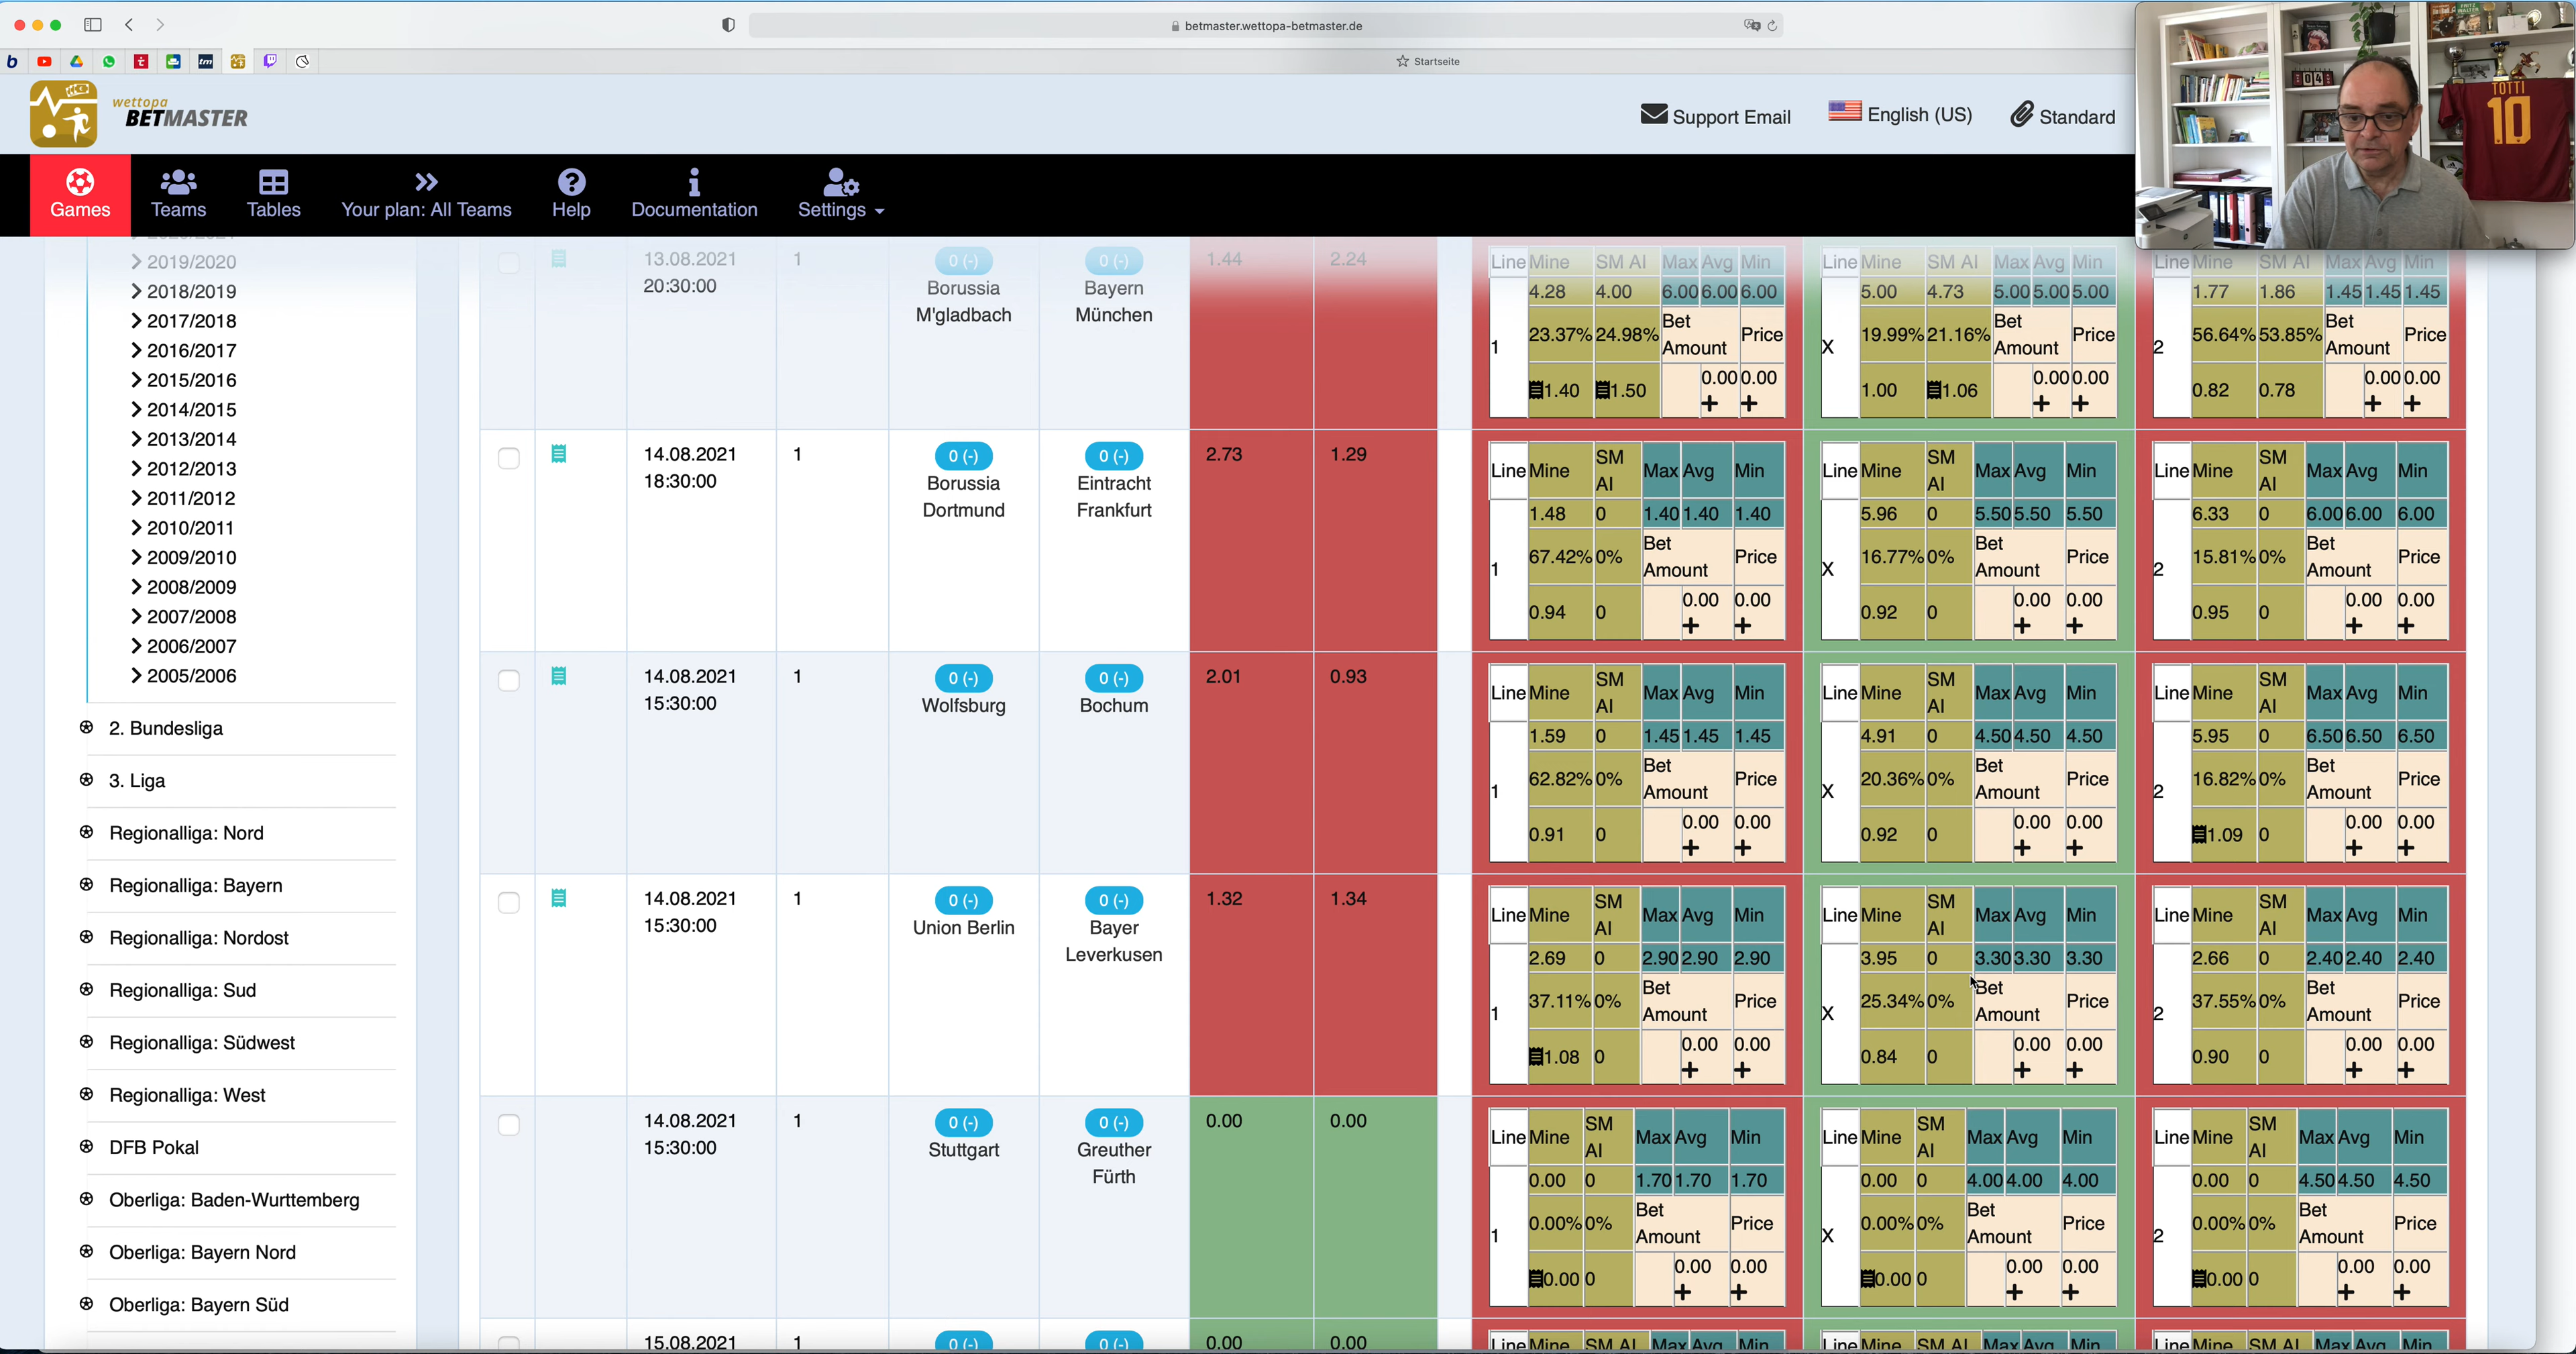 betmaster.wettopa-betmaster.de
Startseite
wettopa
BETMASTER
Support Email
English (US)
Standard
TOTTI
10
04
Games
Teams
Tables
Your plan: All Teams
Help
Documentation
Settings
2019/2020
2018/2019
2017/2018
2016/2017
2015/2016
2014/2015
2013/2014
2012/2013
2011/2012
2010/2011
2009/2010
2008/2009
2007/2008
2006/2007
2005/2006
2. Bundesliga
3. Liga
Regionalliga: Nord
Regionalliga: Bayern
Regionalliga: Nordost
Regionalliga: Sud
Regionalliga: Südwest
Regionalliga: West
DFB Pokal
Oberliga: Baden-Wurttemberg
Oberliga: Bayern Nord
Oberliga: Bayern Süd
13.08.2021 1 0 (-) 0 (-) 1.44 2.24
20:30:00 Borussia Bayern
M'gladbach München
Line Mine SM AI Max Avg Min Line Mine SM AI Max Avg Min Line Mine SM AI Max Avg Min
4.28 4.00 6.00 6.00 6.00 5.00 4.73 5.00 5.00 5.00 1.77 1.86 1.45 1.45 1.45
1 23.37% 24.98% Bet Amount Price X 19.99% 21.16% Bet Amount Price 2 56.64% 53.85% Bet Amount Price
1.40 1.50 0.00 + 0.00 + 1.00 1.06 0.00 + 0.00 + 0.82 0.78 0.00 + 0.00 +
14.08.2021 1 0 (-) 0 (-) 2.73 1.29
18:30:00 Borussia Eintracht
Dortmund Frankfurt
Line Mine SM AI Max Avg Min Line Mine SM AI Max Avg Min Line Mine SM AI Max Avg Min
1.48 0 1.40 1.40 1.40 5.96 0 5.50 5.50 5.50 6.33 0 6.00 6.00 6.00
1 67.42% 0% Bet Amount Price X 16.77% 0% Bet Amount Price 2 15.81% 0% Bet Amount Price
0.94 0 0.00 + 0.00 + 0.92 0 0.00 + 0.00 + 0.95 0 0.00 + 0.00 +
14.08.2021 1 0 (-) 0 (-) 2.01 0.93
15:30:00 Wolfsburg Bochum
Line Mine SM AI Max Avg Min Line Mine SM AI Max Avg Min Line Mine SM AI Max Avg Min
1.59 0 1.45 1.45 1.45 4.91 0 4.50 4.50 4.50 5.95 0 6.50 6.50 6.50
1 62.82% 0% Bet Amount Price X 20.36% 0% Bet Amount Price 2 16.82% 0% Bet Amount Price
0.91 0 0.00 + 0.00 + 0.92 0 0.00 + 0.00 + 1.09 0 0.00 + 0.00 +
14.08.2021 1 0 (-) 0 (-) 1.32 1.34
15:30:00 Union Berlin Bayer
Leverkusen
Line Mine SM AI Max Avg Min Line Mine SM AI Max Avg Min Line Mine SM AI Max Avg Min
2.69 0 2.90 2.90 2.90 3.95 0 3.30 3.30 3.30 2.66 0 2.40 2.40 2.40
1 37.11% 0% Bet Amount Price X 25.34% 0% Bet Amount Price 2 37.55% 0% Bet Amount Price
1.08 0 0.00 + 0.00 + 0.84 0 0.00 + 0.00 + 0.90 0 0.00 + 0.00 +
14.08.2021 1 0 (-) 0 (-) 0.00 0.00
15:30:00 Stuttgart Greuther
Fürth
Line Mine SM AI Max Avg Min Line Mine SM AI Max Avg Min Line Mine SM AI Max Avg Min
0.00 0 1.70 1.70 1.70 0.00 0 4.00 4.00 4.00 0.00 0 4.50 4.50 4.50
1 0.00% 0% Bet Amount Price X 0.00% 0% Bet Amount Price 2 0.00% 0% Bet Amount Price
0.00 0 0.00 + 0.00 + 0.00 0 0.00 + 0.00 + 0.00 0 0.00 + 0.00 +
15.08.2021 1 0 (-) 0 (-) 0.00 0.00
Line Mine SM AI Max Avg Min Line Mine SM AI Max Avg Min Line Mine SM AI Max Avg Min